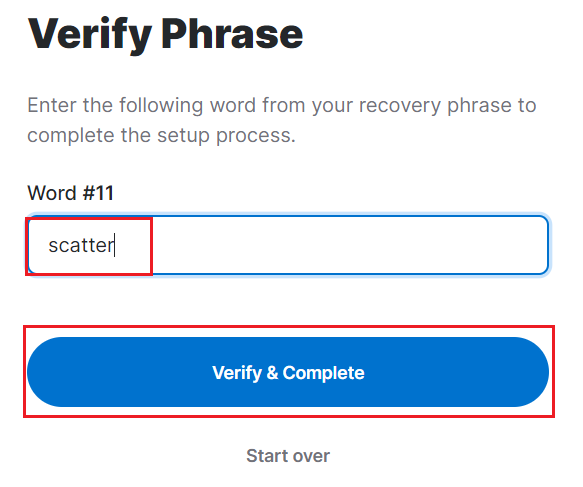 Verify Phrase
Enter the following word from your recovery phrase to
complete the setup process.
Word #11
scatter
Verify & Complete
Start over